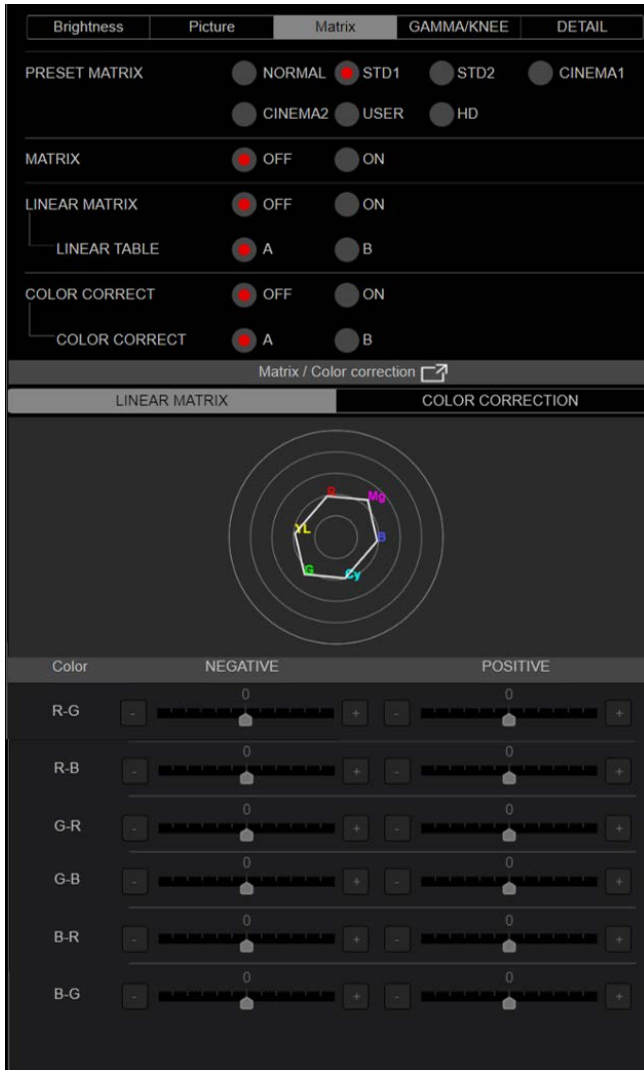 Brightness Picture Matrix GAMMA/KNEE DETAIL
PRESET MATRIX NORMAL STD1 STD2 CINEMA1
CINEMA2 USER HD
MATRIX OFF ON
LINEAR MATRIX OFF ON
LINEAR TABLE A B
COLOR CORRECT OFF ON
COLOR CORRECT A B
Matrix / Color correction
LINEAR MATRIX COLOR CORRECTION
R Mg
YL B
G Cy
Color NEGATIVE POSITIVE
0 0
R-G - + - +
0 0
R-B - + - +
0 0
G-R - + - +
0 0
G-B - + - +
0 0
B-R - + - +
0 0
B-G - + - +